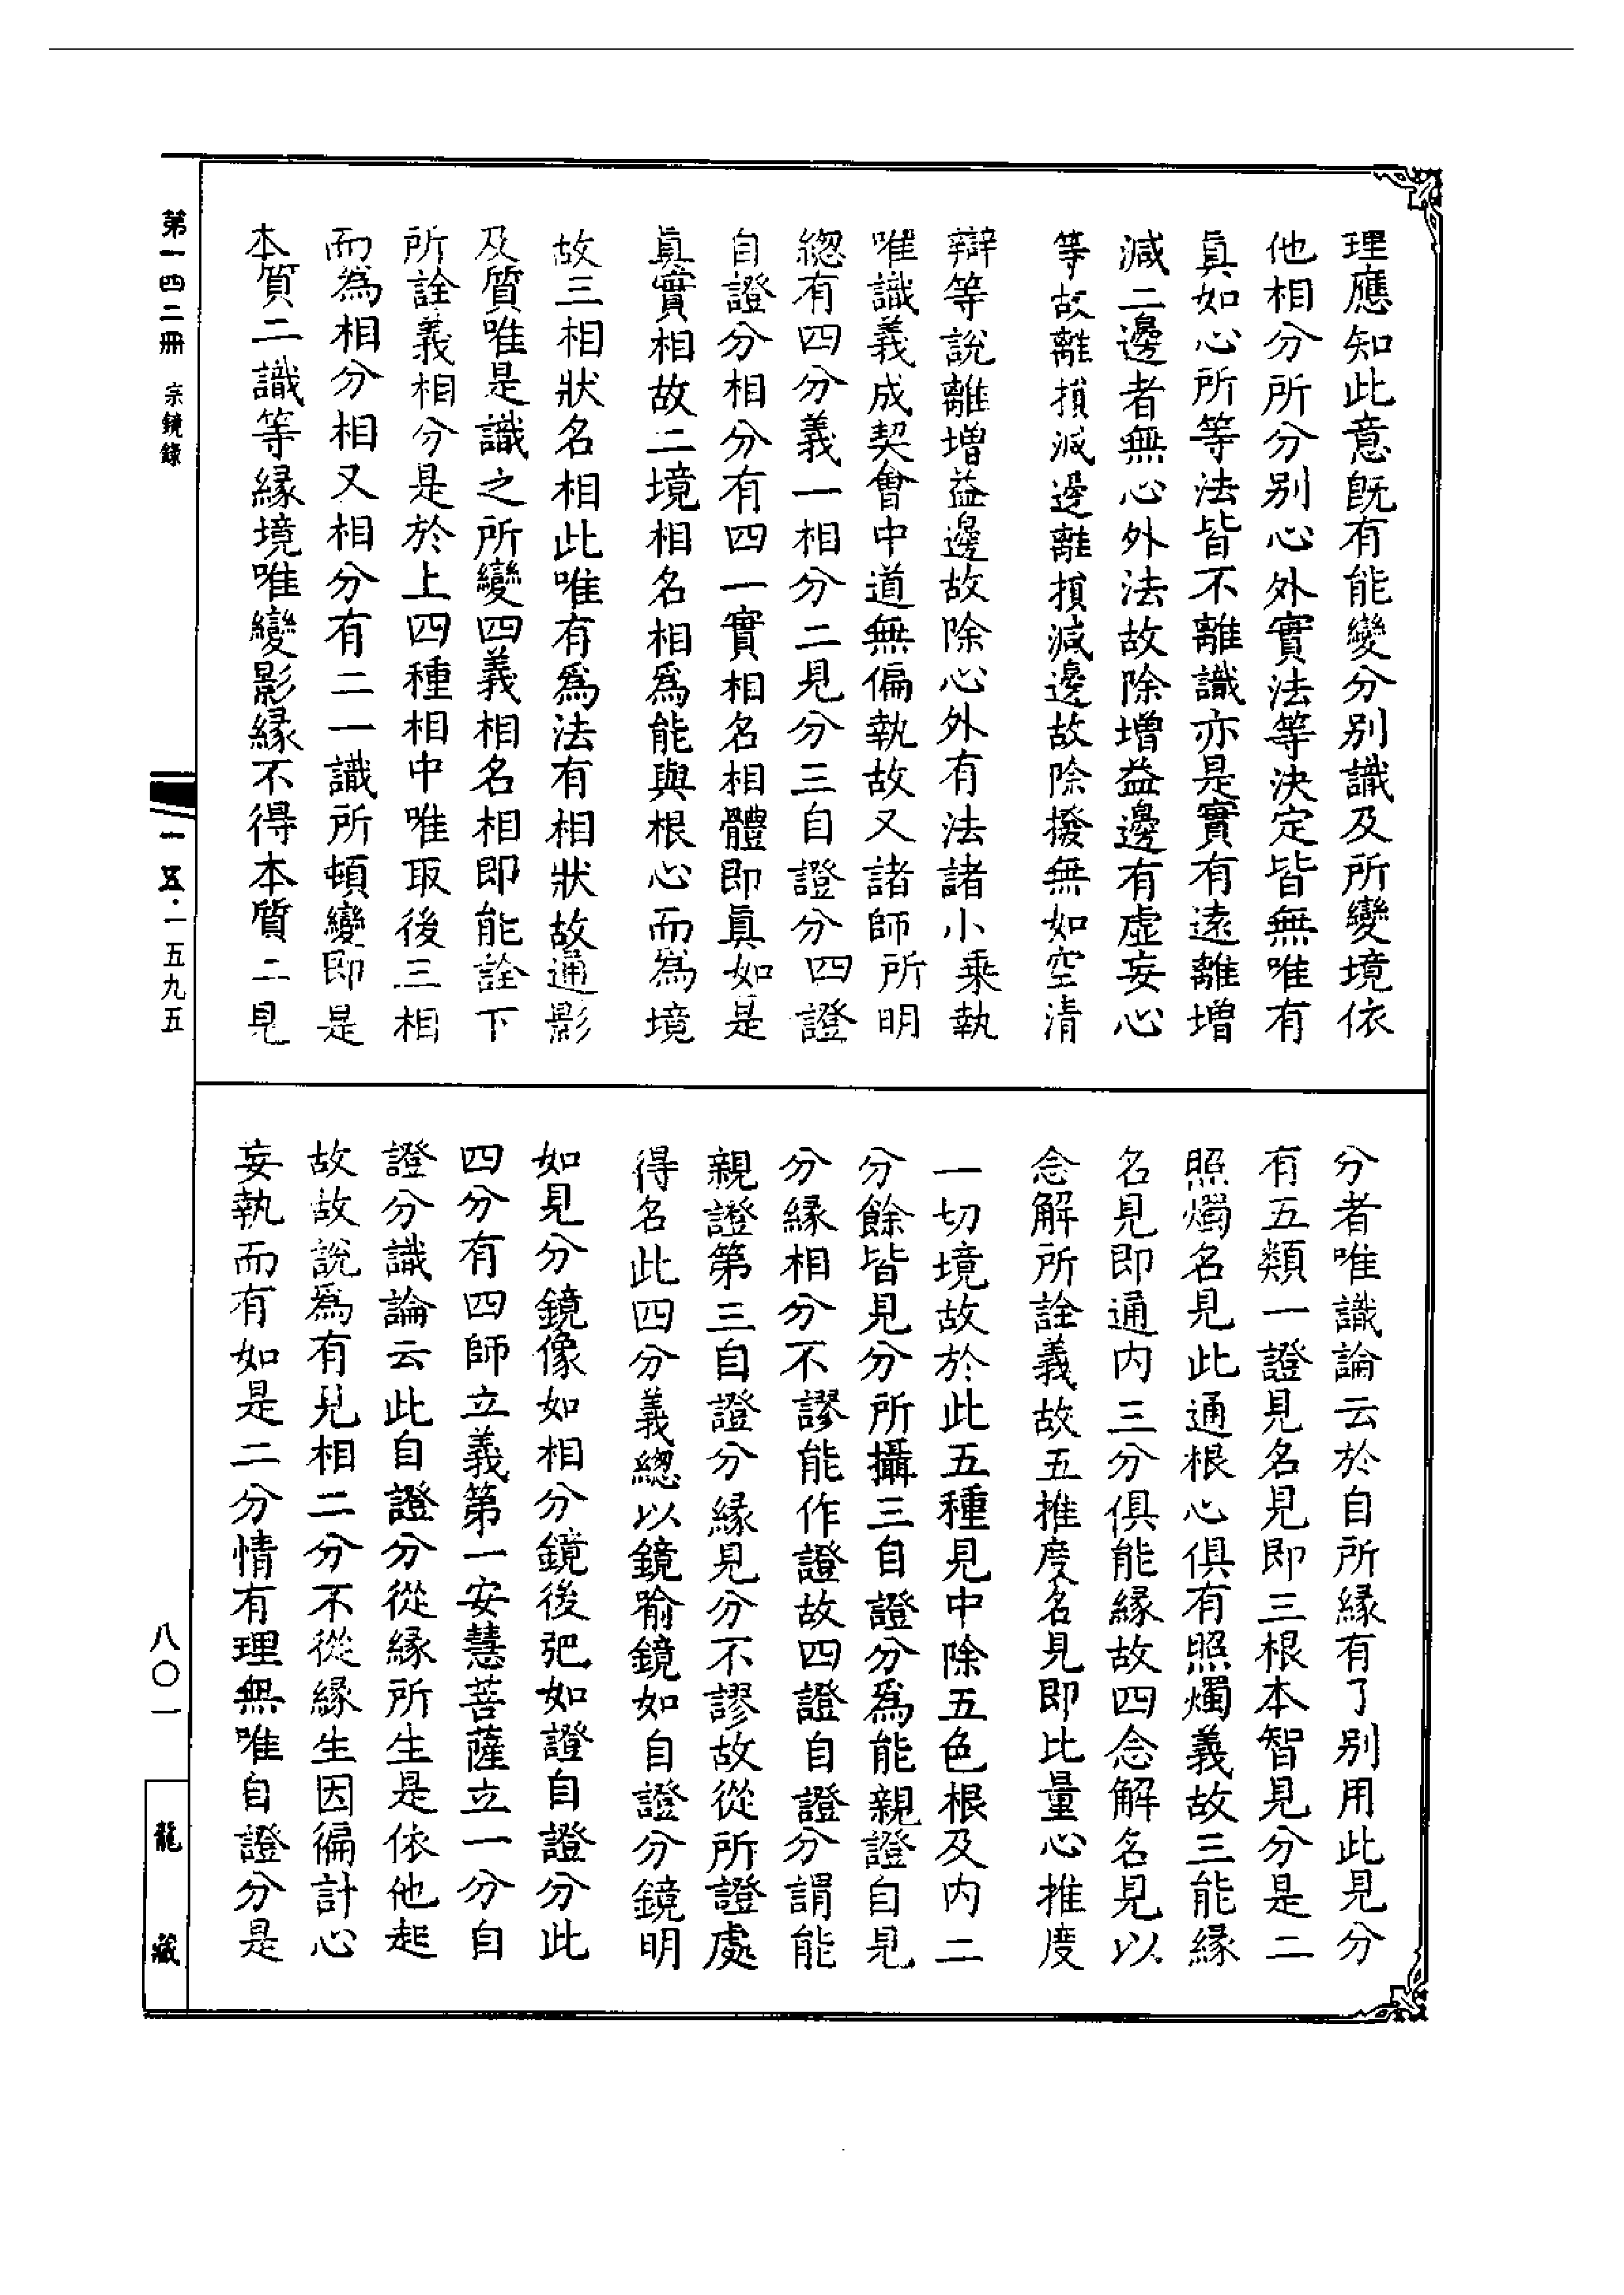 理應知此意旣有能變分別識及所變境依
他相分所分別心外實法等決定皆無唯有
眞如心所等法皆不離識亦是實有遠離增
減二邊者無心外法故除增益邊有虛妄心
等故離損減邊離損減邊故除撥無如空清
辯等說離增益邊故除心外有法諸小乘執
唯識義成契會中道無偏執故又諸師所明
總有四分義一相分二見分三自證分四證
自證分相分有四一實相名相體即眞如是
眞實相故二境相名相爲能與根心而爲境
故三相狀名相此唯有爲法有相狀故通影
及質唯是識之所變四義相名相即能詮下
所詮義相分是於上四種相中唯取後三相
而爲相分相又相分有二一識所頓變即是
本質二識等緣境唯變影緣不得本質二見
分者唯識論云於自所緣有了別用此見分
有五類一證見名見即三根本智見分是二
照燭名見此通根心俱有照燭義故三能緣
名見即通內三分俱能緣故四念解名見以
念解所詮義故五推度名見即比量心推度
一切境故於此五種見中除五色根及內二
分餘皆見分所攝三自證分爲能親證自見
分緣相分不謬能作證故四證自證分謂能
親證第三自證分緣見分不謬故從所證處
得名此四分義總以鏡喻鏡如自證分鏡明
如見分鏡像如相分鏡後弝如證自證分此
四分有四師立義第一安慧菩薩立一分自
證分識論云此自證分從緣所生是依他起
故故說爲有見相二分不從緣生因徧計心
妄執而有如是二分情有理無唯自證分是
第一四二冊 宗鏡錄
一五·一五九五
八〇一
龍藏